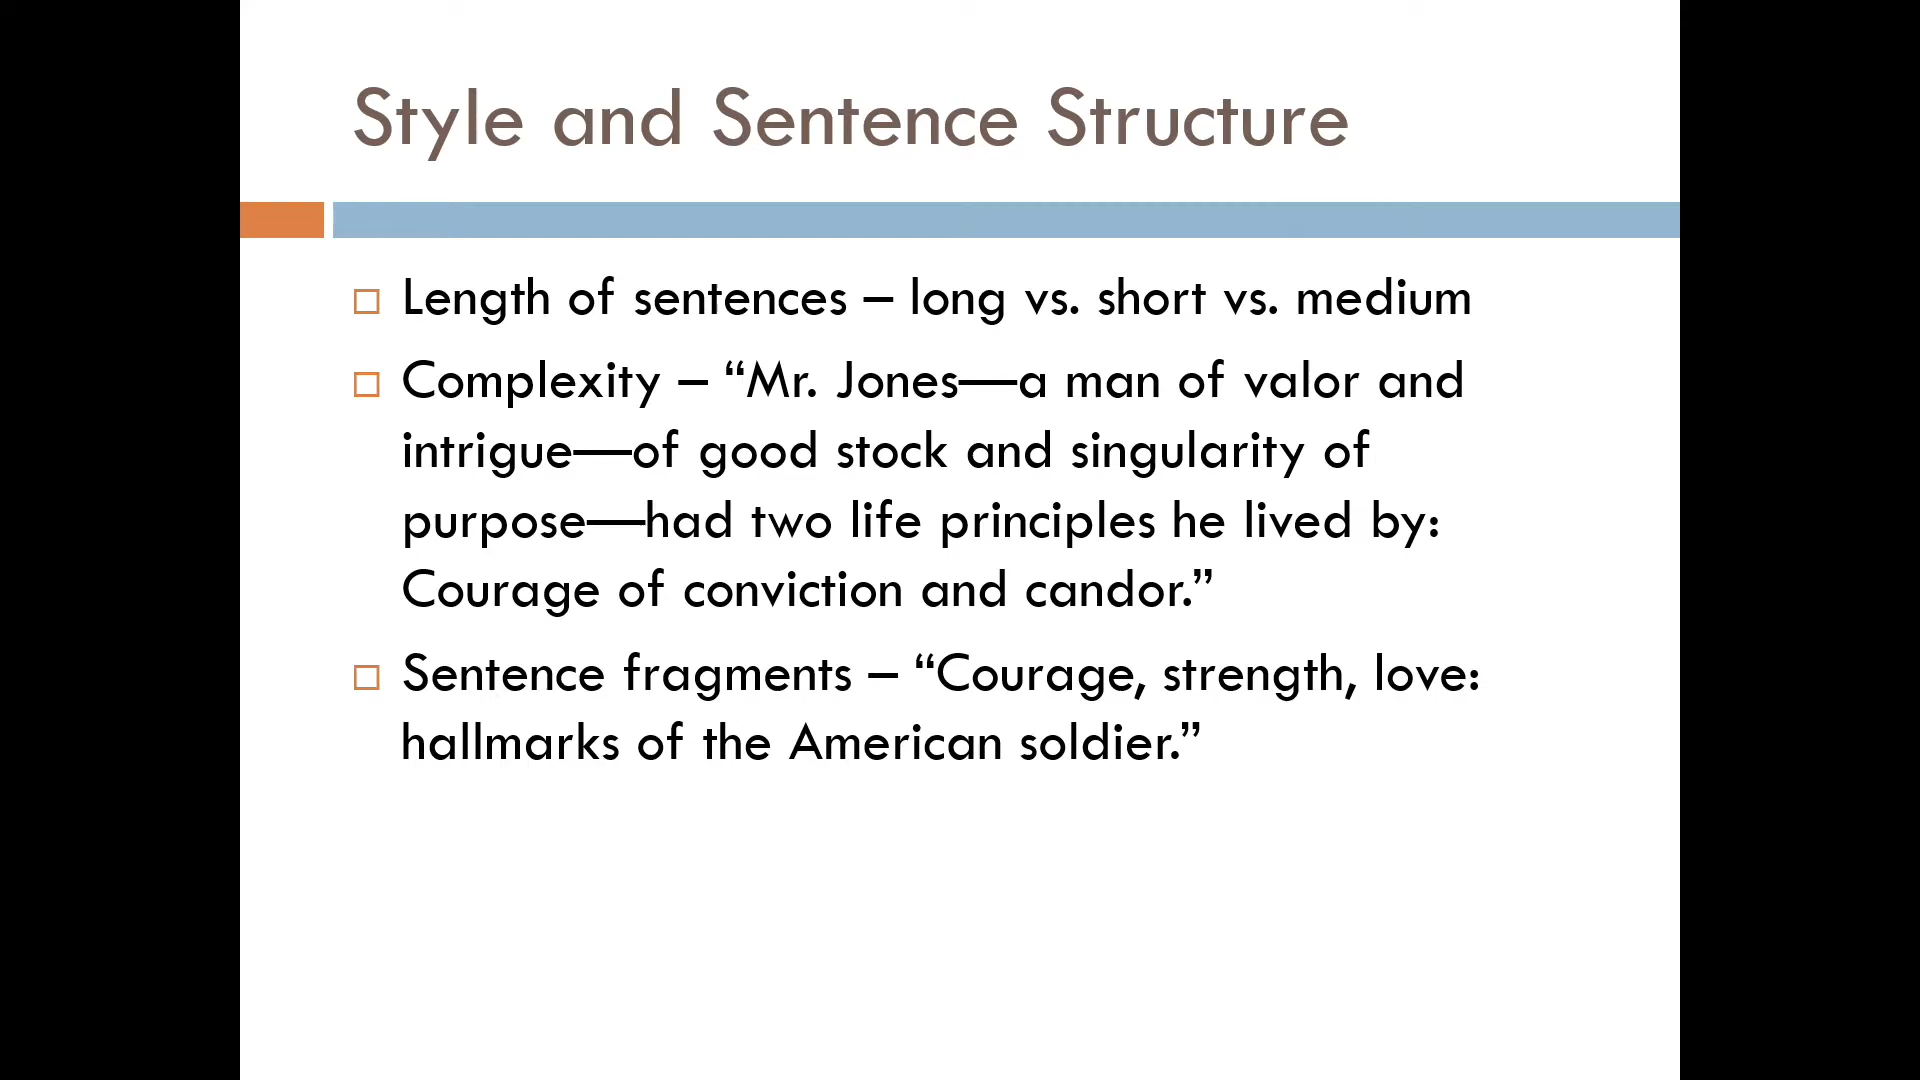 Style and Sentence Structure
Length of sentences – long vs. short vs. medium
Complexity – “Mr. Jones—a man of valor and
intrigue—of good stock and singularity of
purpose—had two life principles he lived by:
Courage of conviction and candor.”
Sentence fragments – “Courage, strength, love:
hallmarks of the American soldier.”